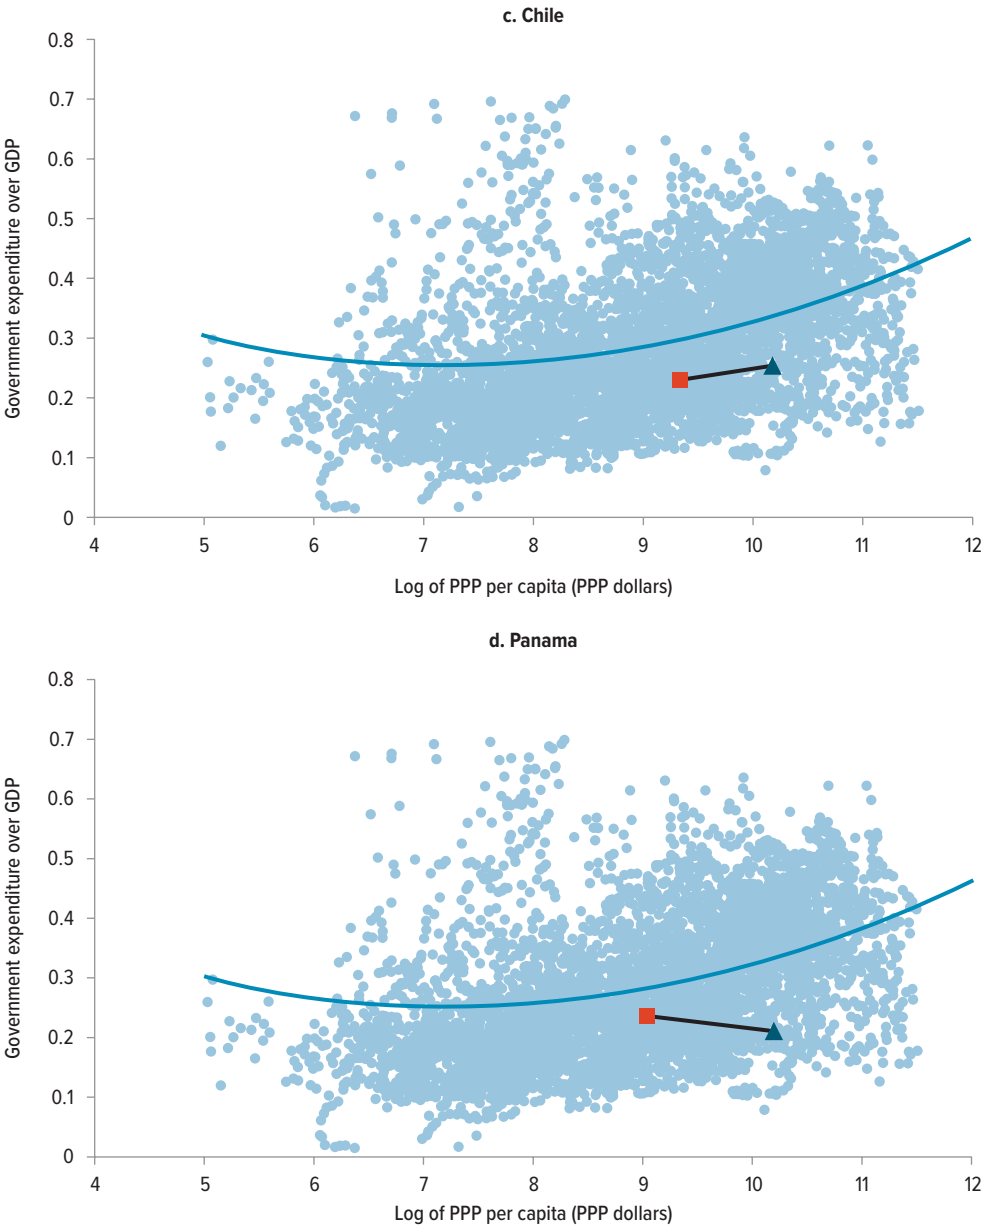 c. Chile
Government expenditure over GDP
0.8
0.7
0.6
0.5
0.4
0.3
0.2
0.1
0
4 5 6 7 8 9 10 11 12
Log of PPP per capita (PPP dollars)
d. Panama
Government expenditure over GDP
0.8
0.7
0.6
0.5
0.4
0.3
0.2
0.1
0
4 5 6 7 8 9 10 11 12
Log of PPP per capita (PPP dollars)